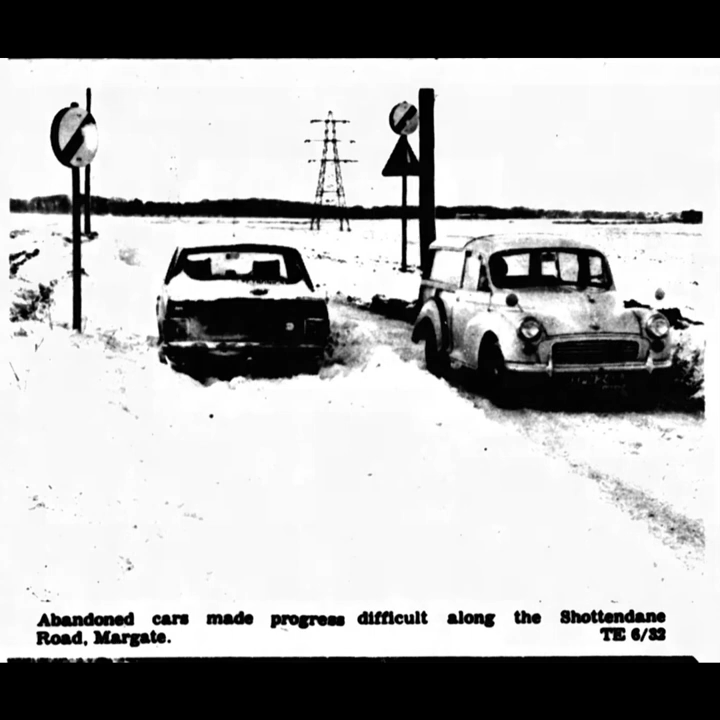 Abandoned cars made progress difficult along the Shottendane
Road, Margate. TE 6/32